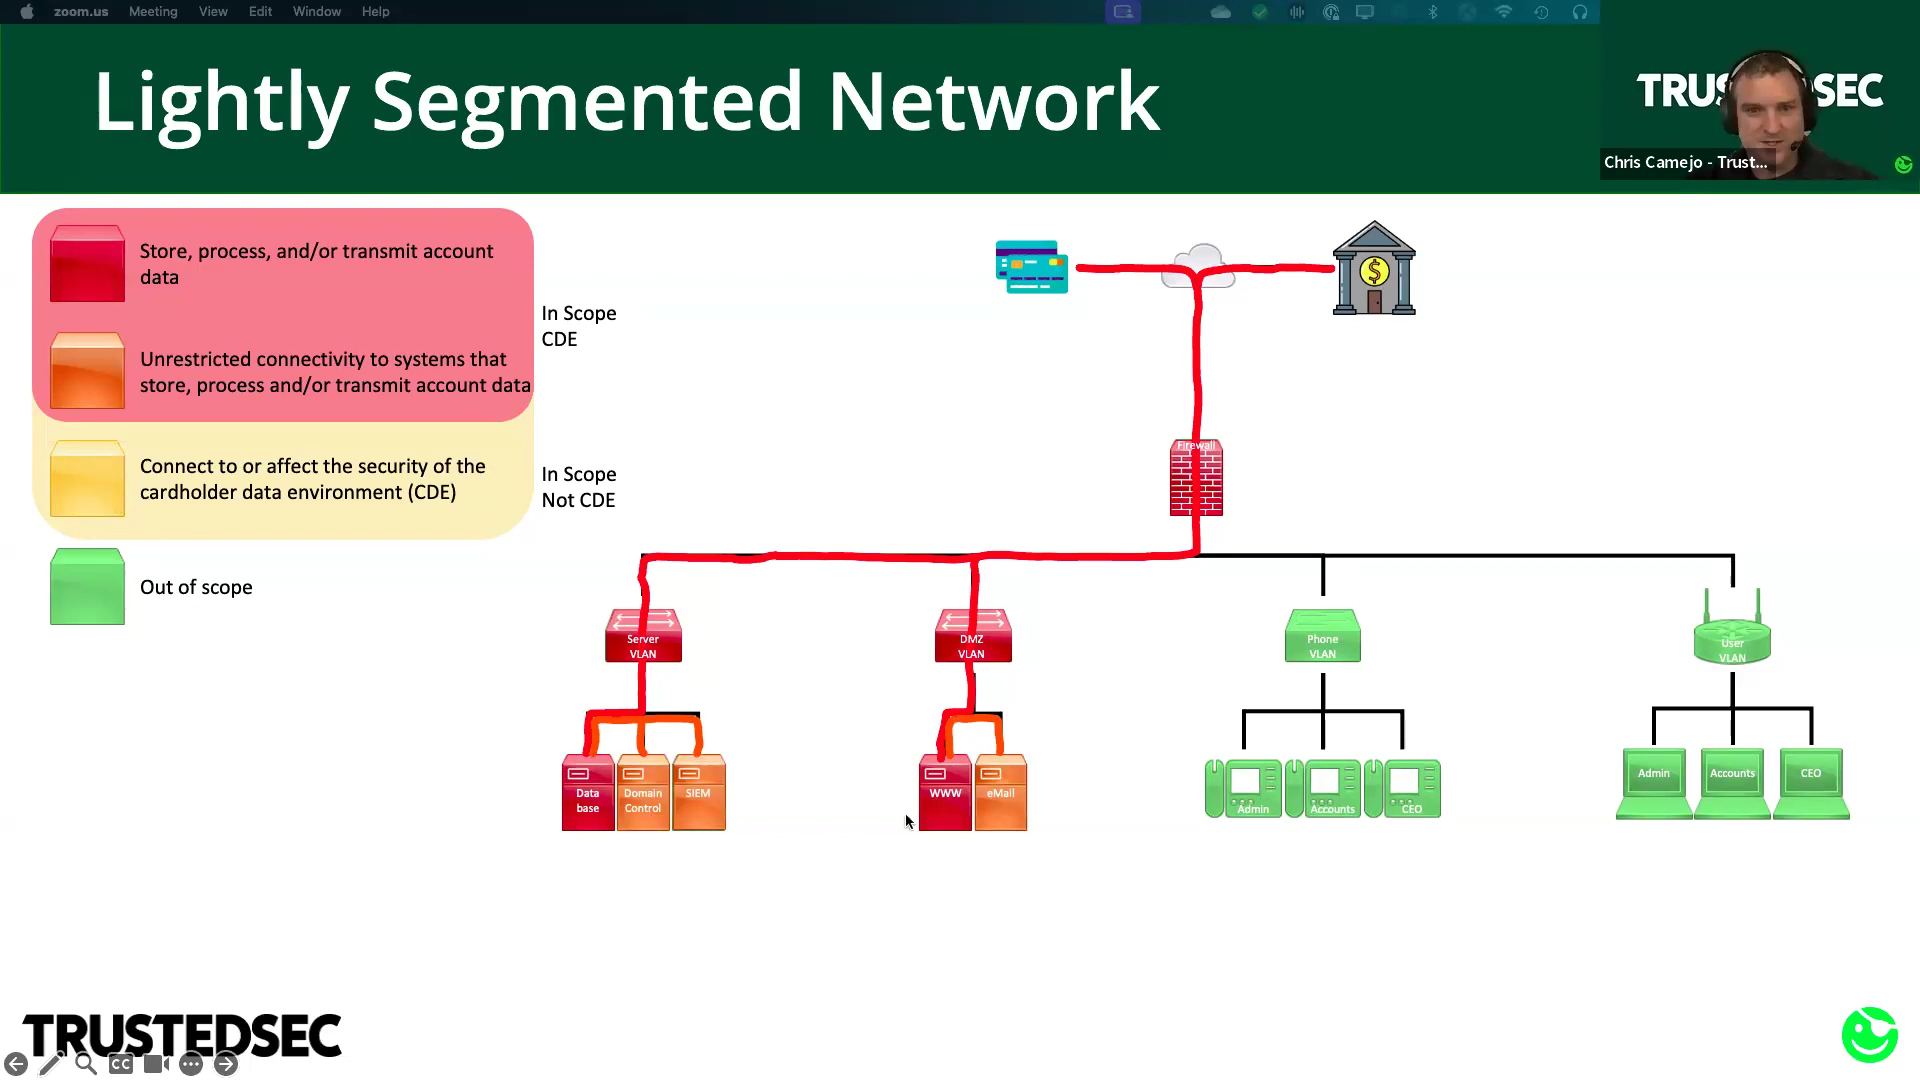 zoom.us Meeting View Edit Window Help
Lightly Segmented Network
TRUSTEDSEC
Chris Camejo - Trust...
Store, process, and/or transmit account
data
In Scope
CDE
Unrestricted connectivity to systems that
store, process and/or transmit account data
Connect to or affect the security of the
cardholder data environment (CDE)
In Scope
Not CDE
Out of scope
$
Firewall
Server
VLAN
DMZ
VLAN
Phone
VLAN
User
VLAN
Data
base
Domain
Control
SIEM
WWW
eMail
Admin
Accounts
CEO
Admin
Accounts
CEO
TRUSTEDSEC
CC